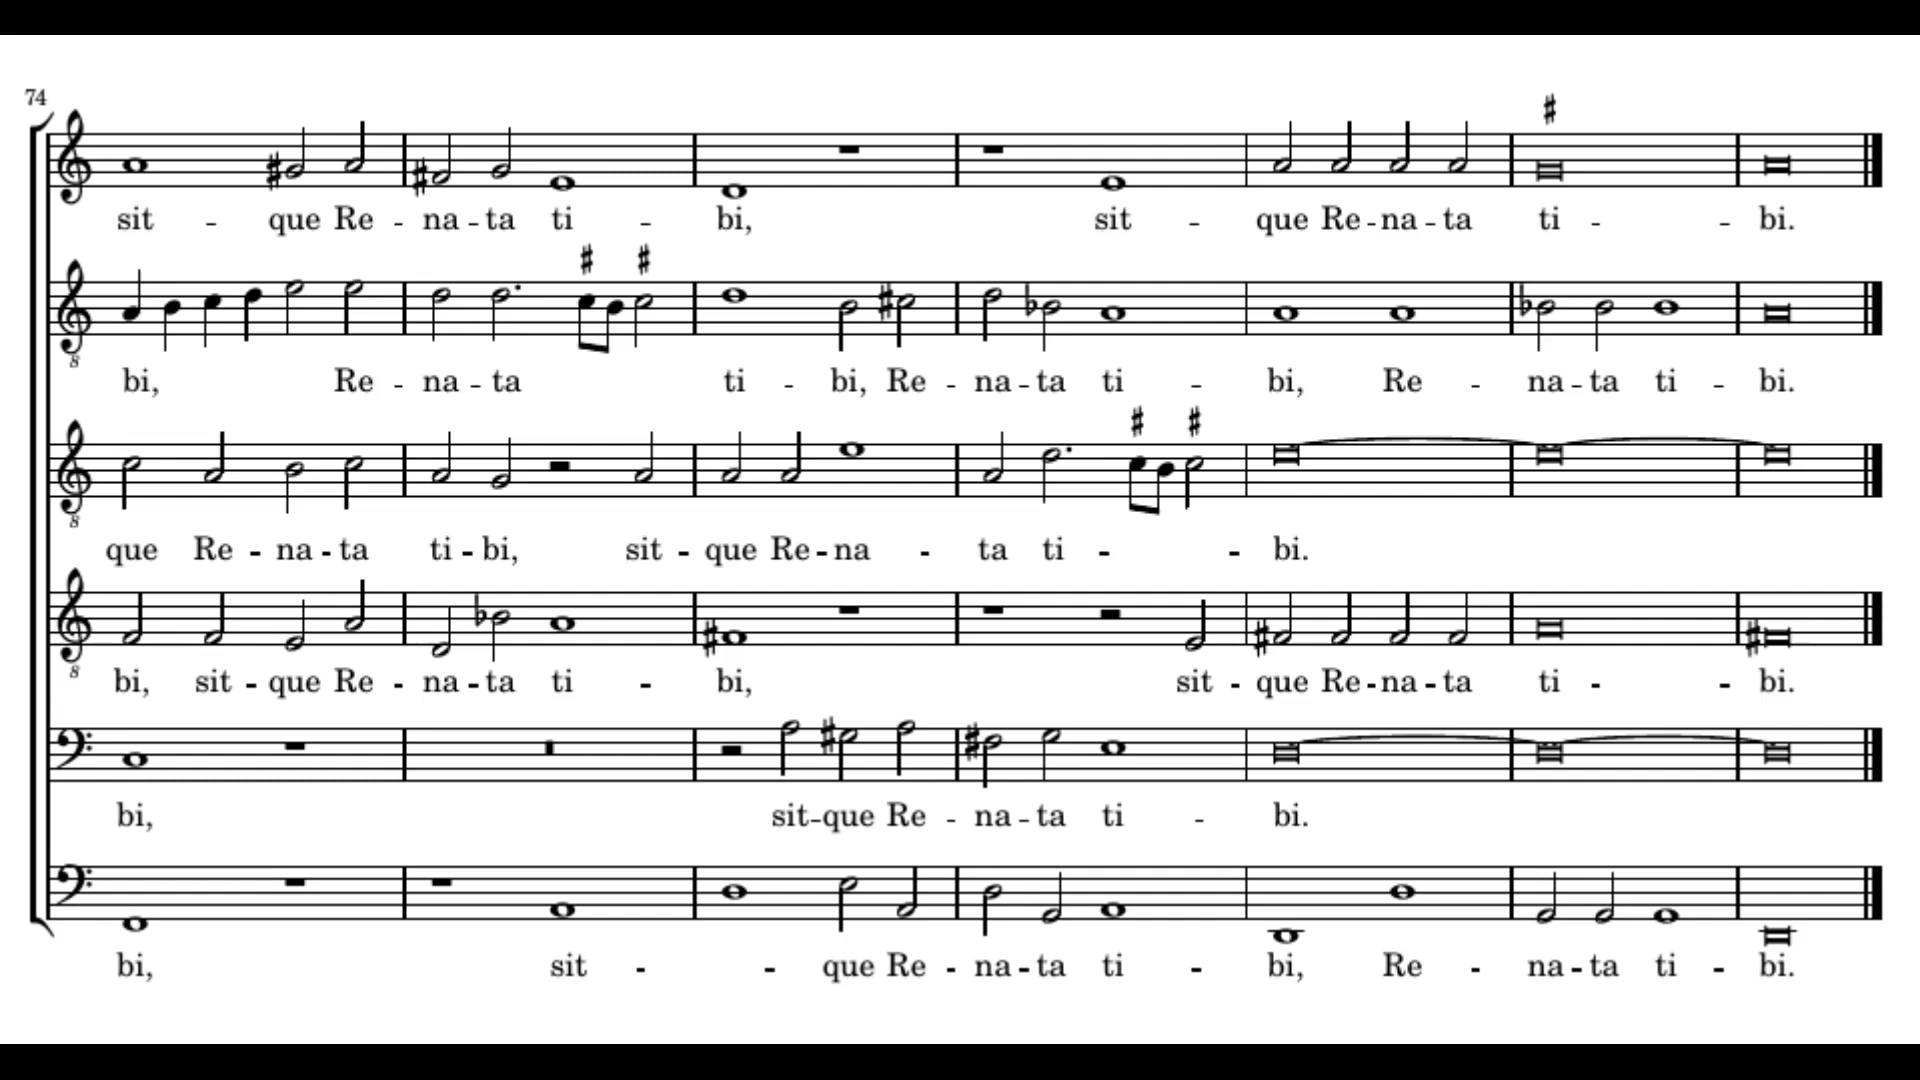 74
sit - que Re - na - ta ti - bi, sit - que Re - na - ta ti - - bi.
8
bi, Re - na - ta ti - bi, Re - na - ta ti - bi, Re - na - ta ti - bi.
8
que Re - na - ta ti - bi, sit - que Re - na - ta ti - - bi.
8
bi, sit - que Re - na - ta ti - bi, sit - que Re - na - ta ti - - bi.
bi, sit - que Re - na - ta ti - bi.
bi, sit - - que Re - na - ta ti - bi, Re - na - ta ti - bi.